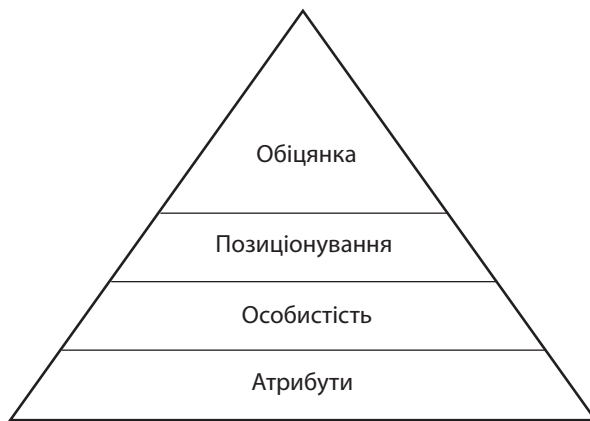 Обіцянка
Позиціонування
Особистість
Атрибути